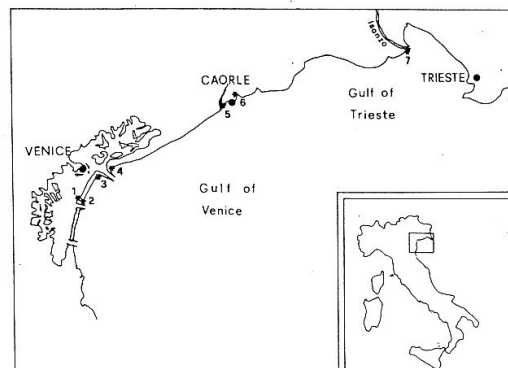 Isonzo
7
TRIESTE
CAORLE
6
5
Gulf of
Trieste
VENICE
4
3
Gulf of
Venice
1
2